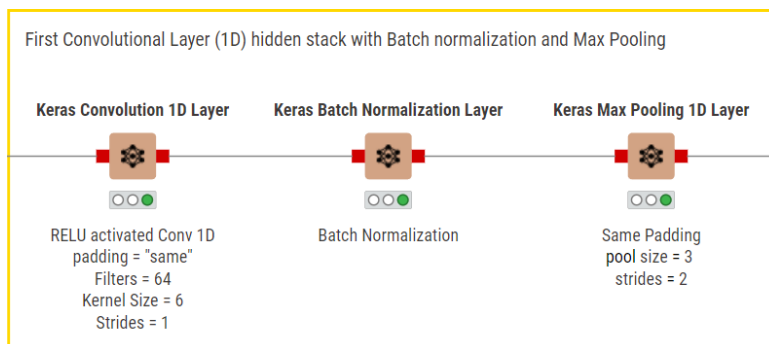 First Convolutional Layer (1D) hidden stack with Batch normalization and Max Pooling
Keras Convolution 1D Layer
Keras Batch Normalization Layer
Keras Max Pooling 1D Layer
RELU activated Conv 1D
padding = "same"
Filters = 64
Kernel Size = 6
Strides = 1
Batch Normalization
Same Padding
pool size = 3
strides = 2